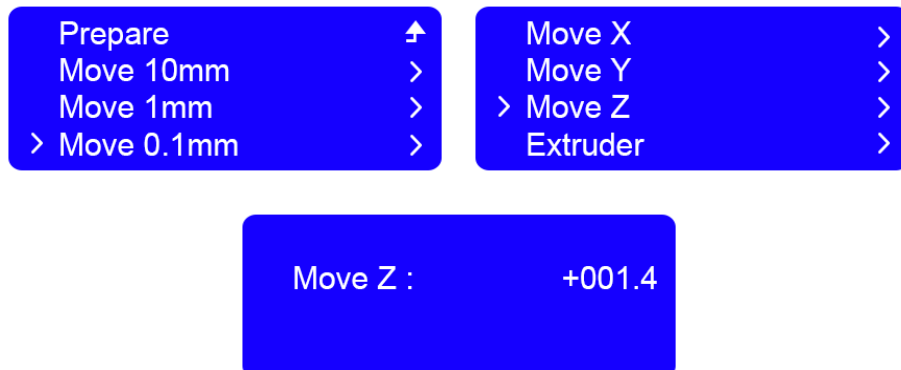 Prepare
Move 10mm >
Move 1mm >
> Move 0.1mm >
Move X >
Move Y >
> Move Z >
Extruder >
Move Z : +001.4